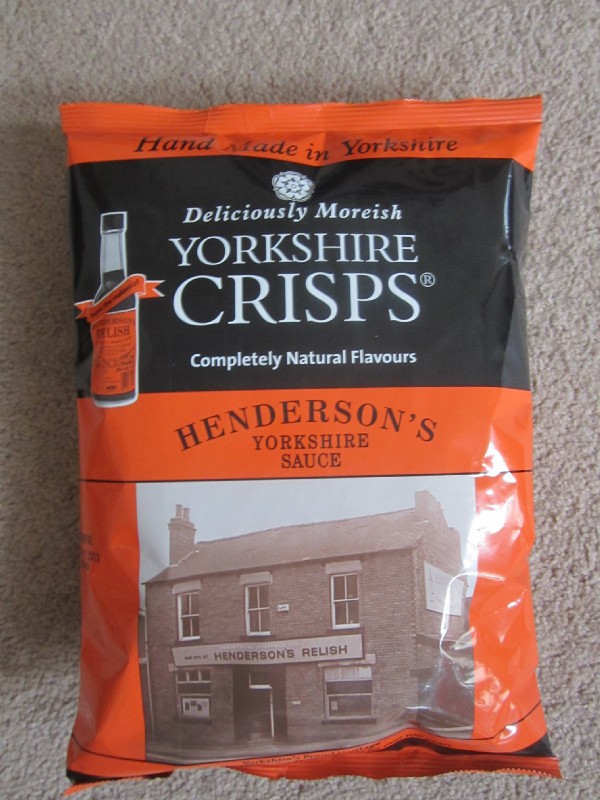 Hand Made in Yorkshire
Deliciously Moreish
YORKSHIRE
CRISPS®
RELISH
Completely Natural Flavours
HENDERSON'S
YORKSHIRE
SAUCE
HENDERSON'S RELISH